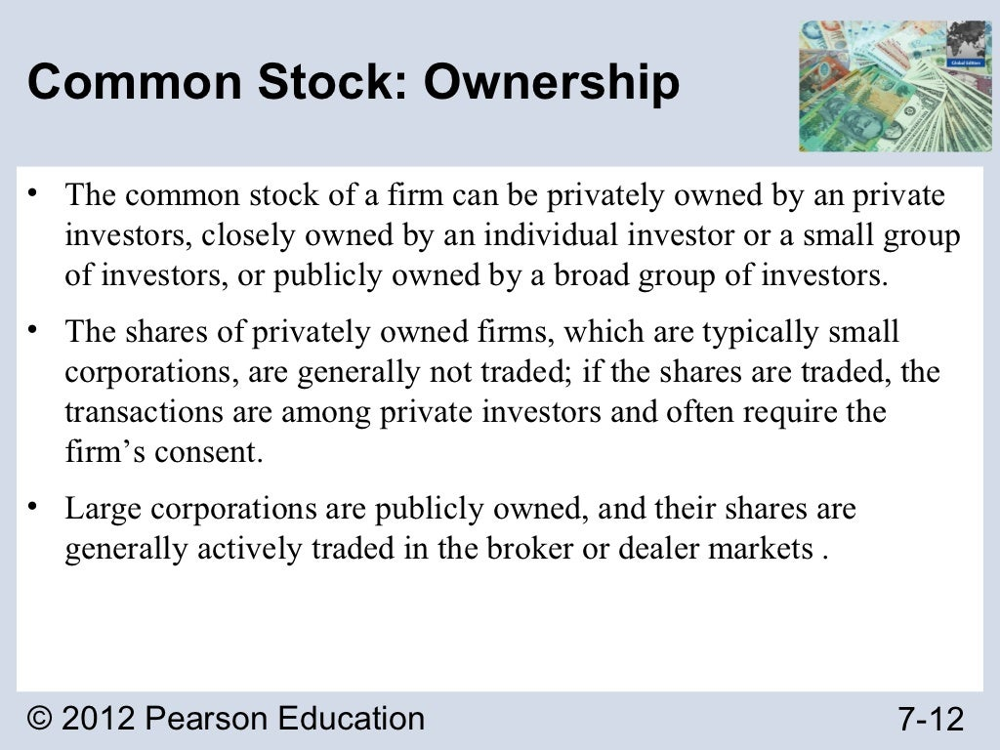 Common Stock: Ownership
Global Edition
• The common stock of a firm can be privately owned by an private
investors, closely owned by an individual investor or a small group
of investors, or publicly owned by a broad group of investors.
• The shares of privately owned firms, which are typically small
corporations, are generally not traded; if the shares are traded, the
transactions are among private investors and often require the
firm’s consent.
• Large corporations are publicly owned, and their shares are
generally actively traded in the broker or dealer markets .
© 2012 Pearson Education
7-12